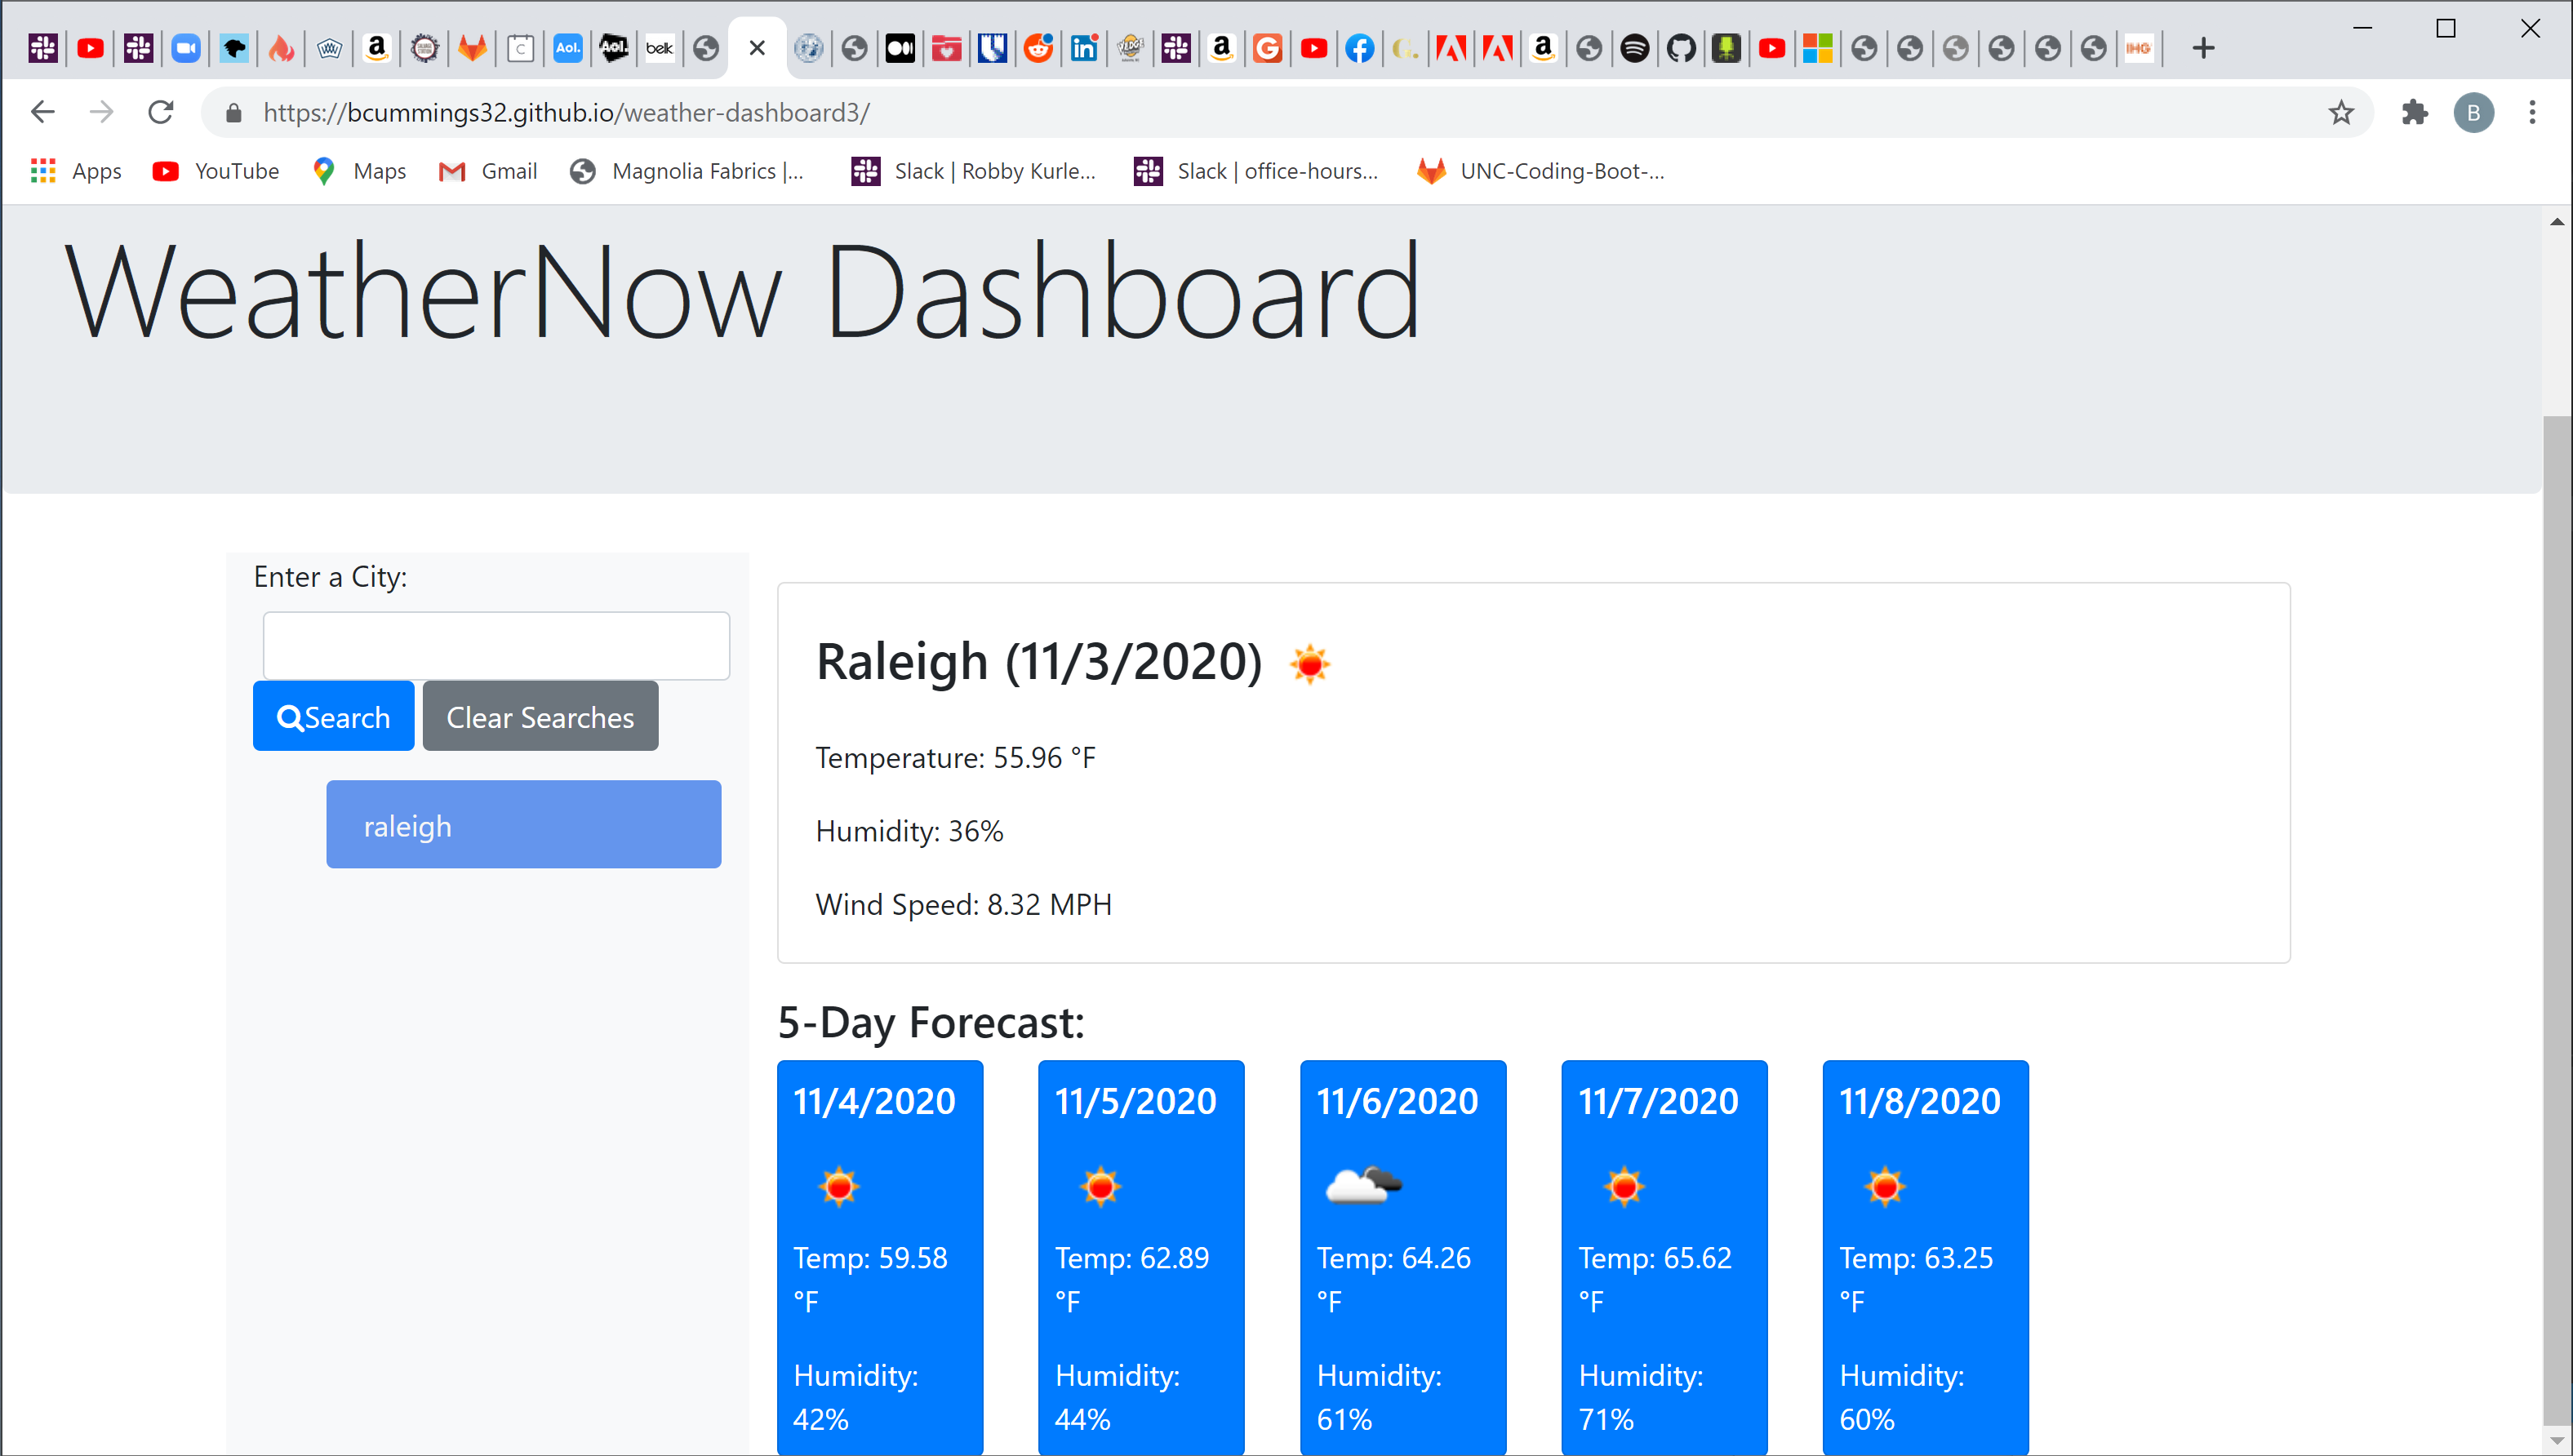 Aol.
Aol.
belk
IHG
https://bcummings32.github.io/weather-dashboard3/
B
Apps
YouTube
Maps
Gmail
Magnolia Fabrics |...
Slack | Robby Kurle...
Slack | office-hours...
UNC-Coding-Boot-...
WeatherNow Dashboard
Enter a City:
Search
Clear Searches
raleigh
Raleigh (11/3/2020)
Temperature: 55.96 °F
Humidity: 36%
Wind Speed: 8.32 MPH
5-Day Forecast:
11/4/2020
Temp: 59.58
°F
Humidity:
42%
11/5/2020
Temp: 62.89
°F
Humidity:
44%
11/6/2020
Temp: 64.26
°F
Humidity:
61%
11/7/2020
Temp: 65.62
°F
Humidity:
71%
11/8/2020
Temp: 63.25
°F
Humidity:
60%